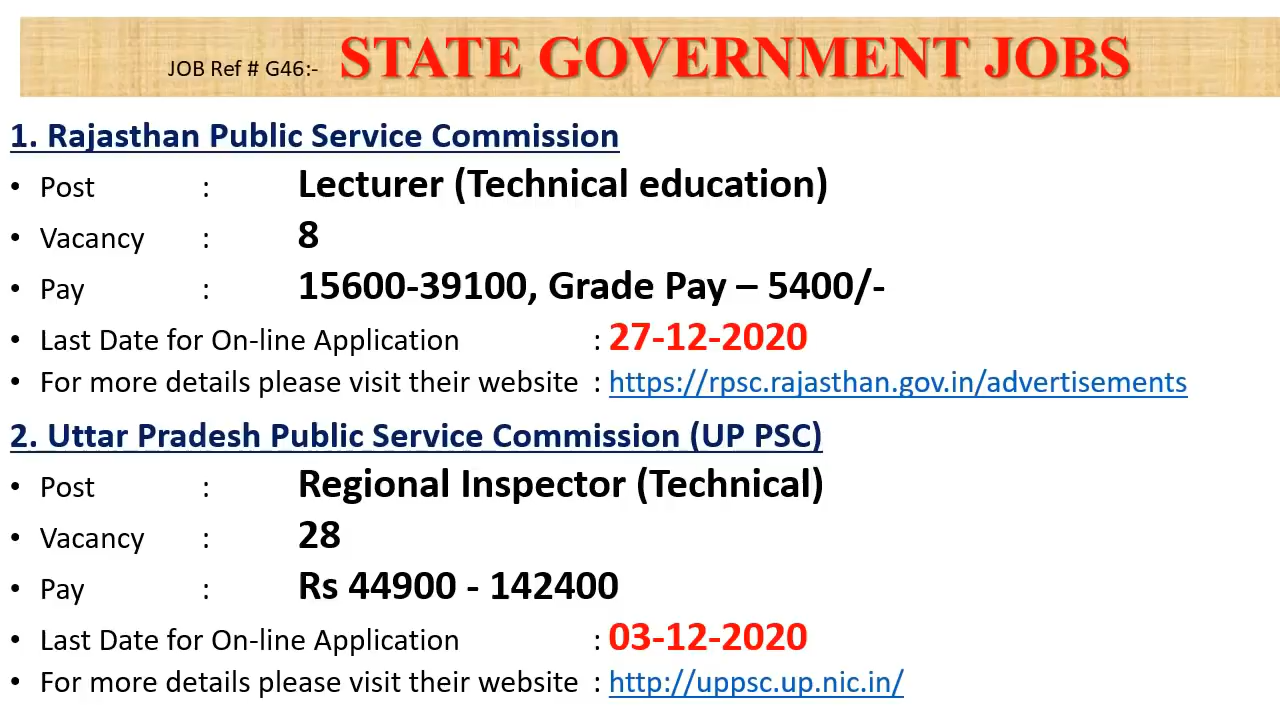 JOB Ref # G46:- STATE GOVERNMENT JOBS
1. Rajasthan Public Service Commission
• Post : Lecturer (Technical education)
• Vacancy : 8
• Pay : 15600-39100, Grade Pay – 5400/-
• Last Date for On-line Application : 27-12-2020
• For more details please visit their website : https://rpsc.rajasthan.gov.in/advertisements
2. Uttar Pradesh Public Service Commission (UP PSC)
• Post : Regional Inspector (Technical)
• Vacancy : 28
• Pay : Rs 44900 - 142400
• Last Date for On-line Application : 03-12-2020
• For more details please visit their website : http://uppsc.up.nic.in/